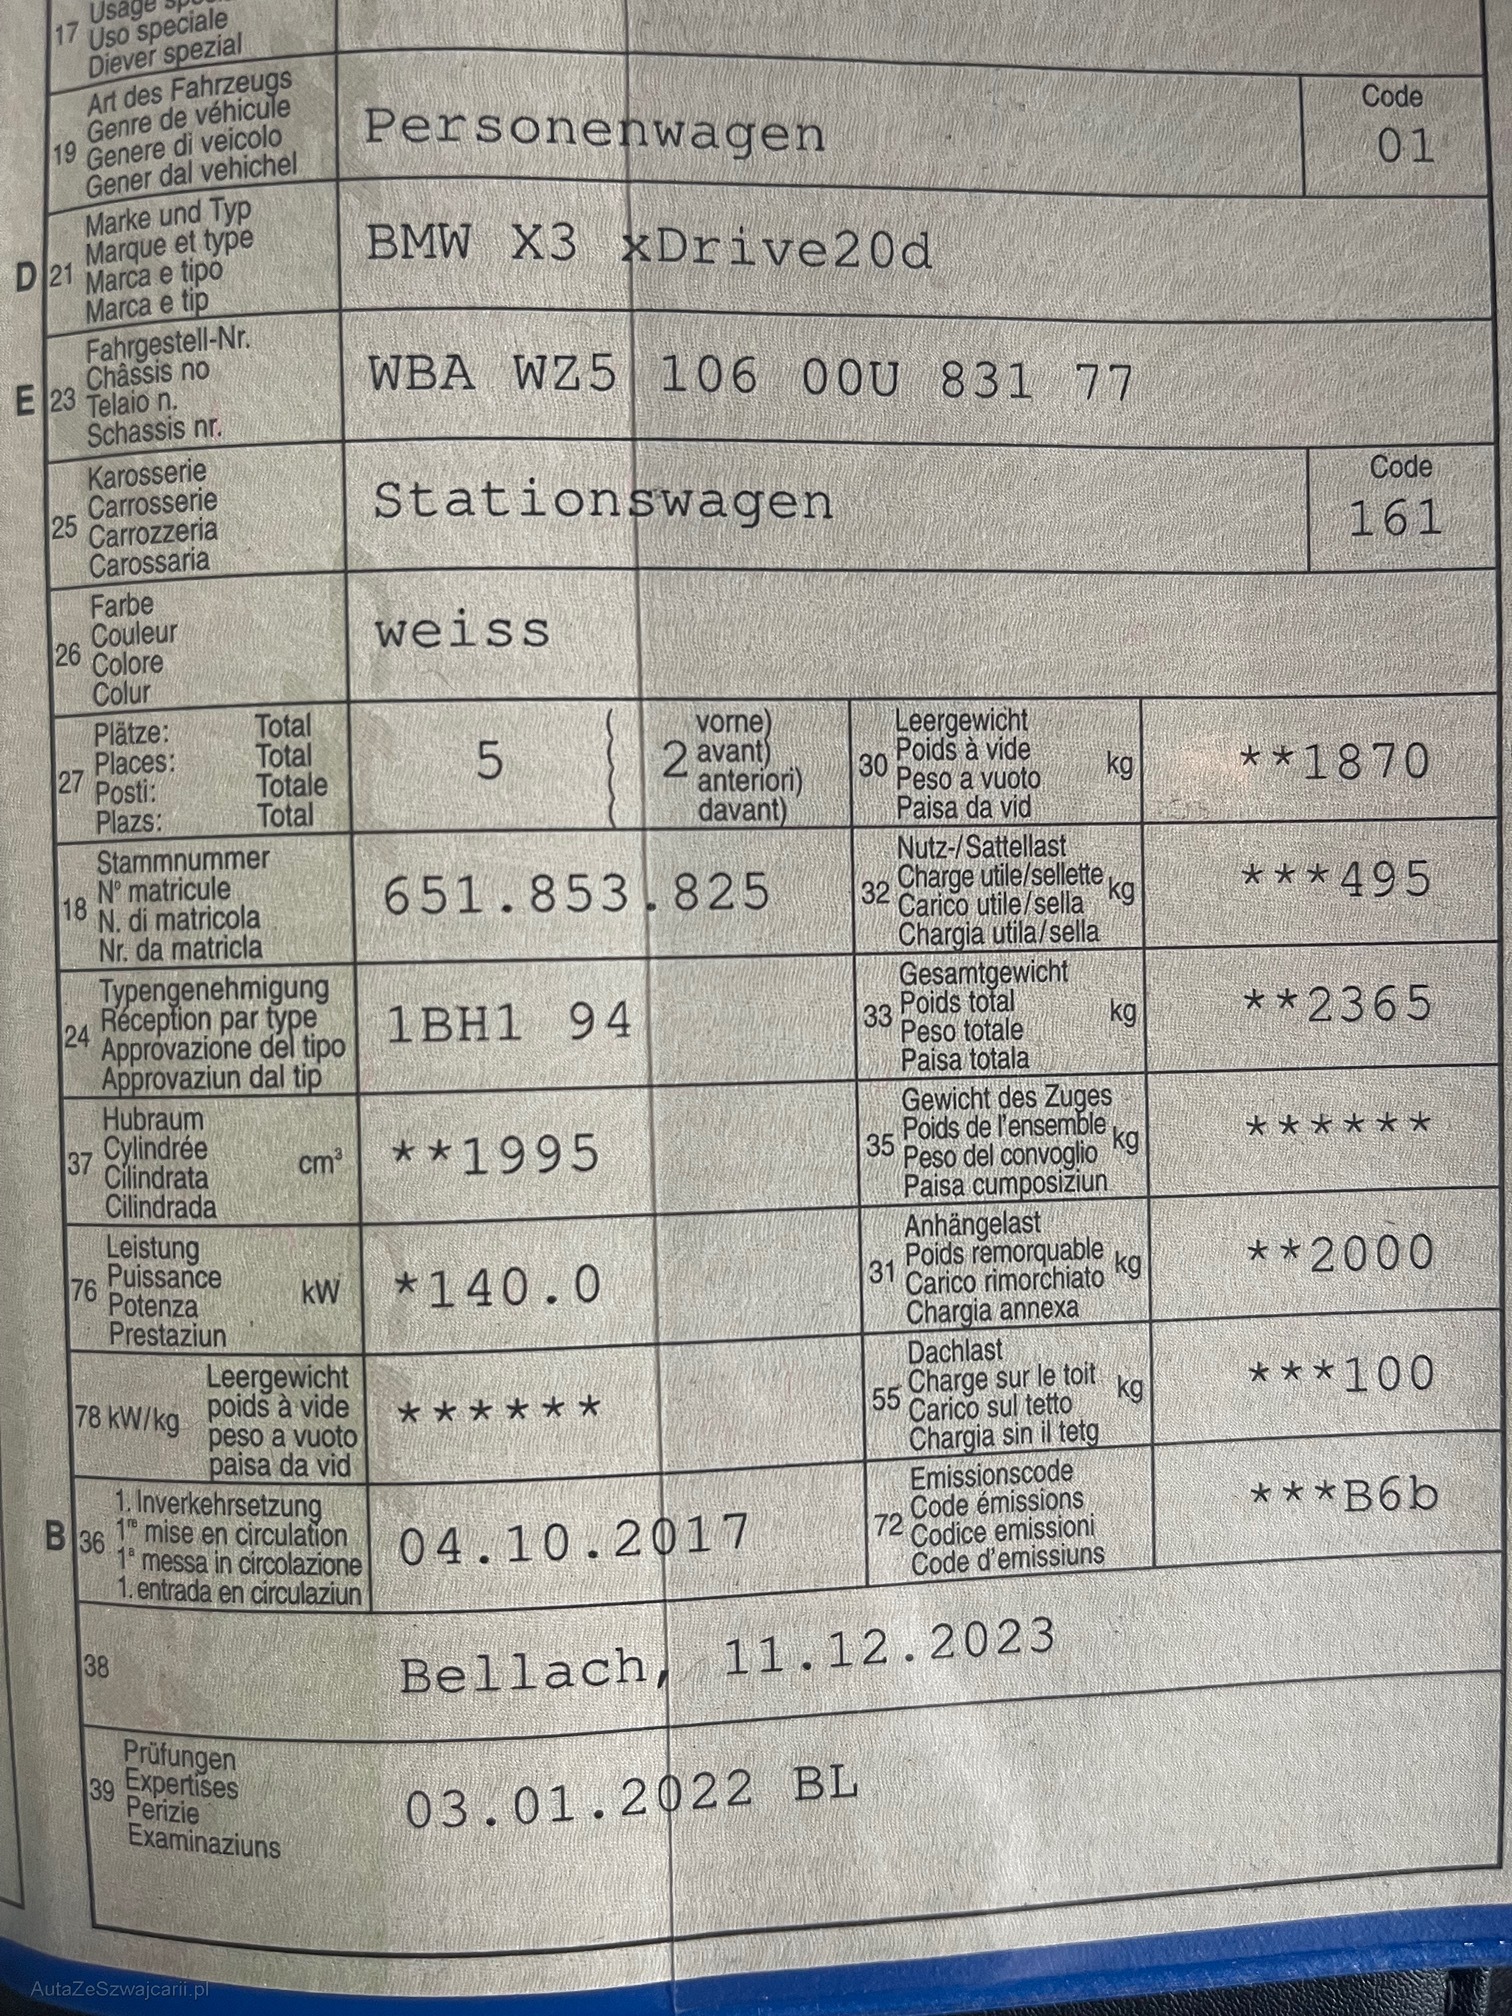 Usage
17 Uso speciale
Diever spezial
Art des Fahrzeugs
19 Genre de véhicule
Genere di veicolo
Gener dal vehichel
Personenwagen
Code
01
Marke und Typ
D 21 Marque et type
Marca e tipo
Marca e tip
BMW X3 xDrive20d
Fahrgestell-Nr.
E 23 Châssis no
Telaio n.
Schassis nr.
WBA WZ5 106 00U 831 77
Karosserie
25 Carrosserie
Carrozzeria
Carossaria
Stationswagen
Code
161
Farbe
26 Couleur
Colore
Colur
weiss
Plätze: Total
27 Places: Total
Posti: Totale
Plazs: Total
5
2
vorne)
avant)
anteriori)
davant)
Leergewicht
30 Poids à vide kg
Peso a vuoto
Paisa da vid
**1870
Stammnummer
18 N° matricule
N. di matricola
Nr. da matricla
651.853.825
Nutz-/Sattellast
32 Charge utile/sellette kg
Carico utile/sella
Chargia utila/sella
***495
Typengenehmigung
24 Réception par type
Approvazione del tipo
Approvaziun dal tip
1BH1 94
Gesamtgewicht
33 Poids total kg
Peso totale
Paisa totala
**2365
Hubraum
37 Cylindrée cm³
Cilindrata
Cilindrada
**1995
Gewicht des Zuges
35 Poids de l'ensemble kg
Peso del convoglio
Paisa cumposiziun
******
Leistung
76 Puissance kW
Potenza
Prestaziun
*140.0
Anhängelast
31 Poids remorquable kg
Carico rimorchiato
Chargia annexa
**2000
Leergewicht
78 kW/kg poids à vide
peso a vuoto
paisa da vid
******
Dachlast
55 Charge sur le toit kg
Carico sul tetto
Chargia sin il tetg
***100
1. Inverkehrsetzung
B 36 1re mise en circulation
1a messa in circolazione
1. entrada en circulaziun
04.10.2017
Emissionscode
72 Code émissions
Codice emissioni
Code d'emissiuns
***B6b
38
Bellach, 11.12.2023
Prüfungen
39 Expertises
Perizie
Examinaziuns
03.01.2022 BL
AutaZeSzwajcarii.pl